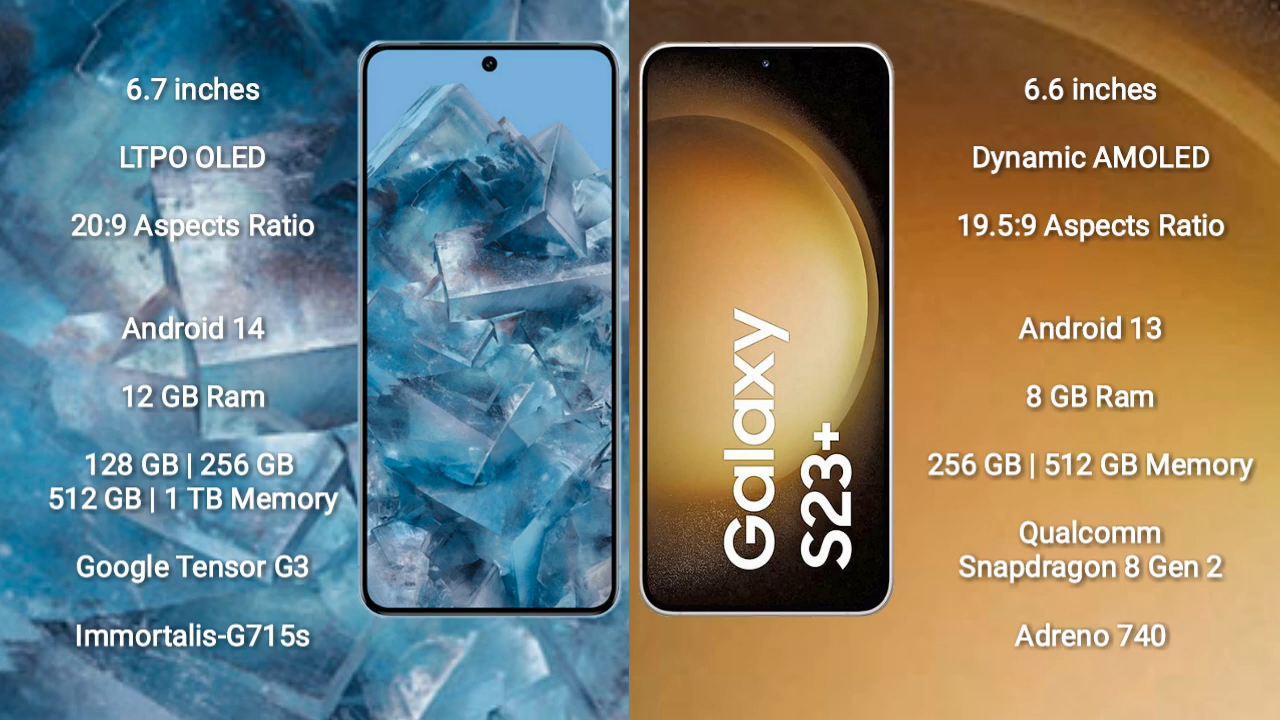 6.7 inches
LTPO OLED
20:9 Aspects Ratio
Android 14
12 GB Ram
128 GB | 256 GB
512 GB | 1 TB Memory
Google Tensor G3
Immortalis-G715s
Galaxy
S23+
6.6 inches
Dynamic AMOLED
19.5:9 Aspects Ratio
Android 13
8 GB Ram
256 GB | 512 GB Memory
Qualcomm
Snapdragon 8 Gen 2
Adreno 740